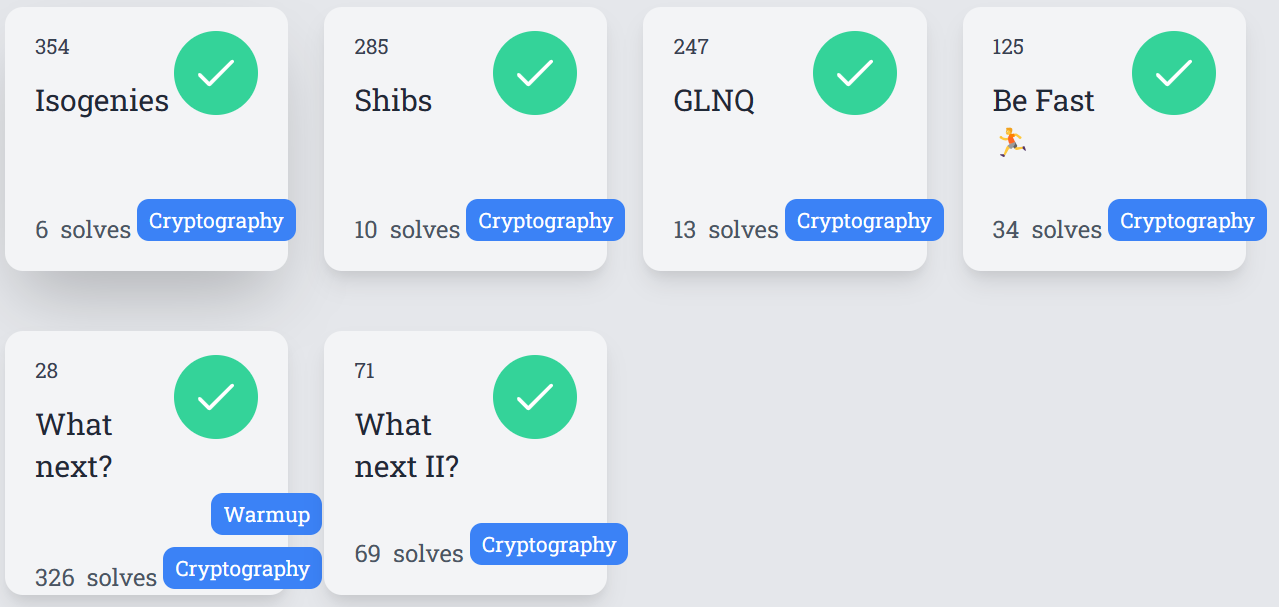 354
Isogenies
6 solves
Cryptography
285
Shibs
10 solves
Cryptography
247
GLNQ
13 solves
Cryptography
125
Be Fast
🏃
34 solves
Cryptography
28
What
next?
Warmup
326 solves
Cryptography
71
What
next II?
69 solves
Cryptography